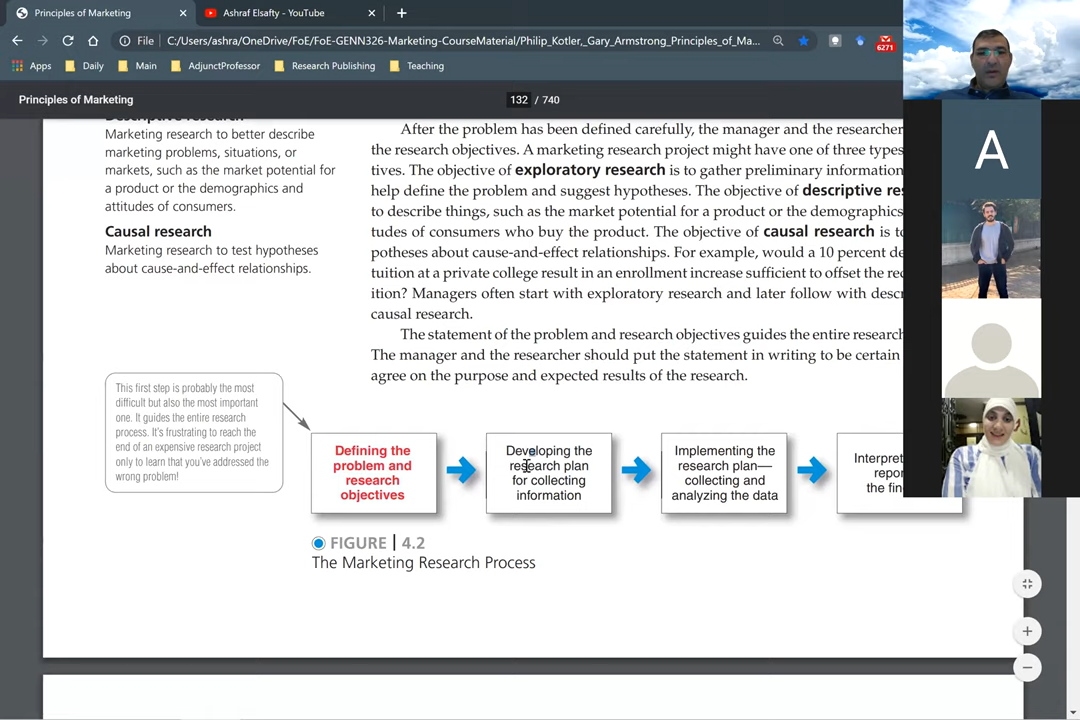 Principles of Marketing
Ashraf Elsafty - YouTube
File
C:/Users/ashra/OneDrive/FoE/FoE-GENN326-Marketing-CourseMaterial/Philip_Kotler,_Gary_Armstrong_Principles_of_Ma...
6271
Apps
Daily
Main
AdjunctProfessor
Research Publishing
Teaching
Principles of Marketing
132 / 740
Descriptive research
Marketing research to better describe
marketing problems, situations, or
markets, such as the market potential for
a product or the demographics and
attitudes of consumers.
Causal research
Marketing research to test hypotheses
about cause-and-effect relationships.
After the problem has been defined carefully, the manager and the researcher
the research objectives. A marketing research project might have one of three types
tives. The objective of exploratory research is to gather preliminary information
help define the problem and suggest hypotheses. The objective of descriptive res
to describe things, such as the market potential for a product or the demographics
tudes of consumers who buy the product. The objective of causal research is to
potheses about cause-and-effect relationships. For example, would a 10 percent de
tuition at a private college result in an enrollment increase sufficient to offset the rec
ition? Managers often start with exploratory research and later follow with descr
causal research.
The statement of the problem and research objectives guides the entire research
The manager and the researcher should put the statement in writing to be certain
agree on the purpose and expected results of the research.
This first step is probably the most
difficult but also the most important
one. It guides the entire research
process. It's frustrating to reach the
end of an expensive research project
only to learn that you've addressed the
wrong problem!
Defining the
problem and
research
objectives
Developing the
research plan
for collecting
information
Implementing the
research plan—
collecting and
analyzing the data
Interpret
repor
the fin
FIGURE | 4.2
The Marketing Research Process
A